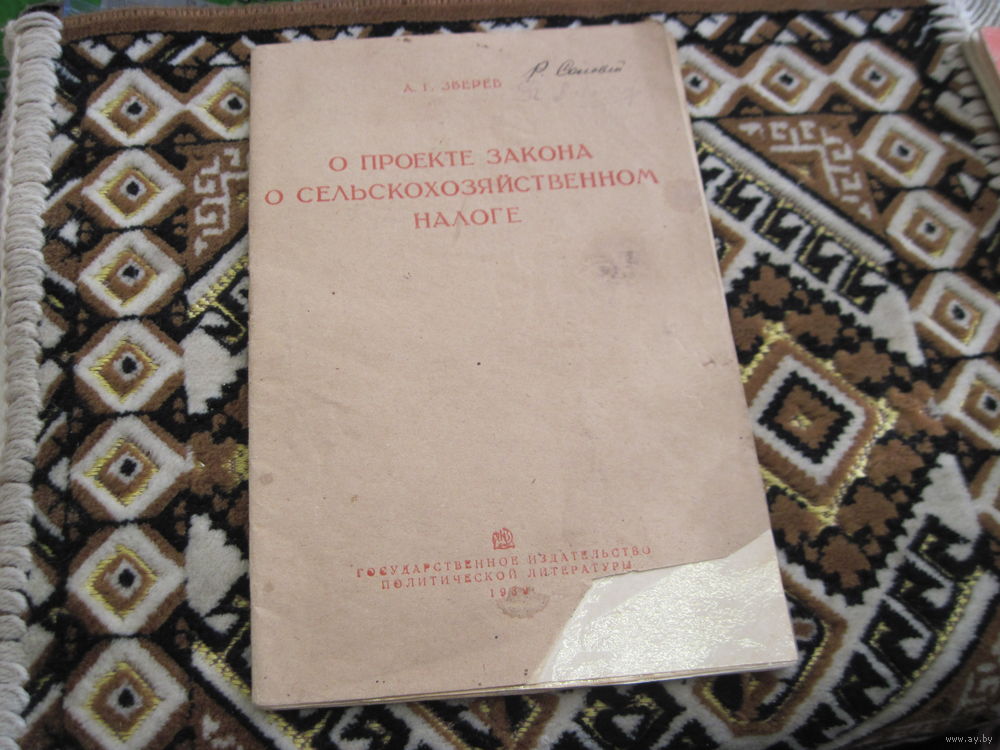 А. Г. ЗВЕРЕВ
О ПРОЕКТЕ ЗАКОНА
О СЕЛЬСКОХОЗЯЙСТВЕННОМ
НАЛОГЕ
ГОСУДАРСТВЕННОЕ ИЗДАТЕЛЬСТВО
ПОЛИТИЧЕСКОЙ ЛИТЕРАТУРЫ
www.ay.by